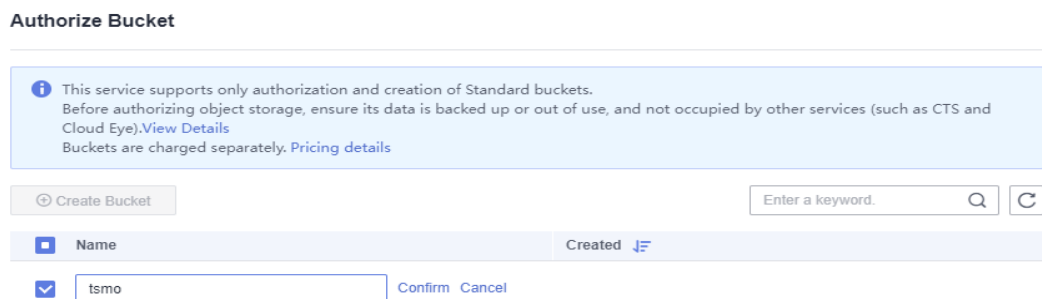 Authorize Bucket
This service supports only authorization and creation of Standard buckets.
Before authorizing object storage, ensure its data is backed up or out of use, and not occupied by other services (such as CTS and
Cloud Eye).View Details
Buckets are charged separately. Pricing details
Create Bucket
Enter a keyword.
Name Created
tsmo Confirm Cancel